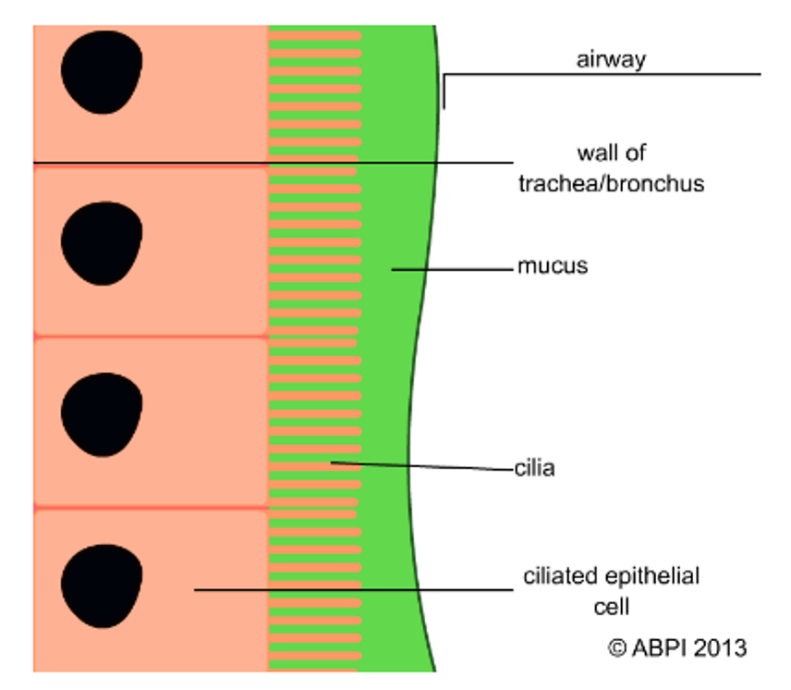 airway
wall of
trachea/bronchus
mucus
cilia
ciliated epithelial
cell
© ABPI 2013